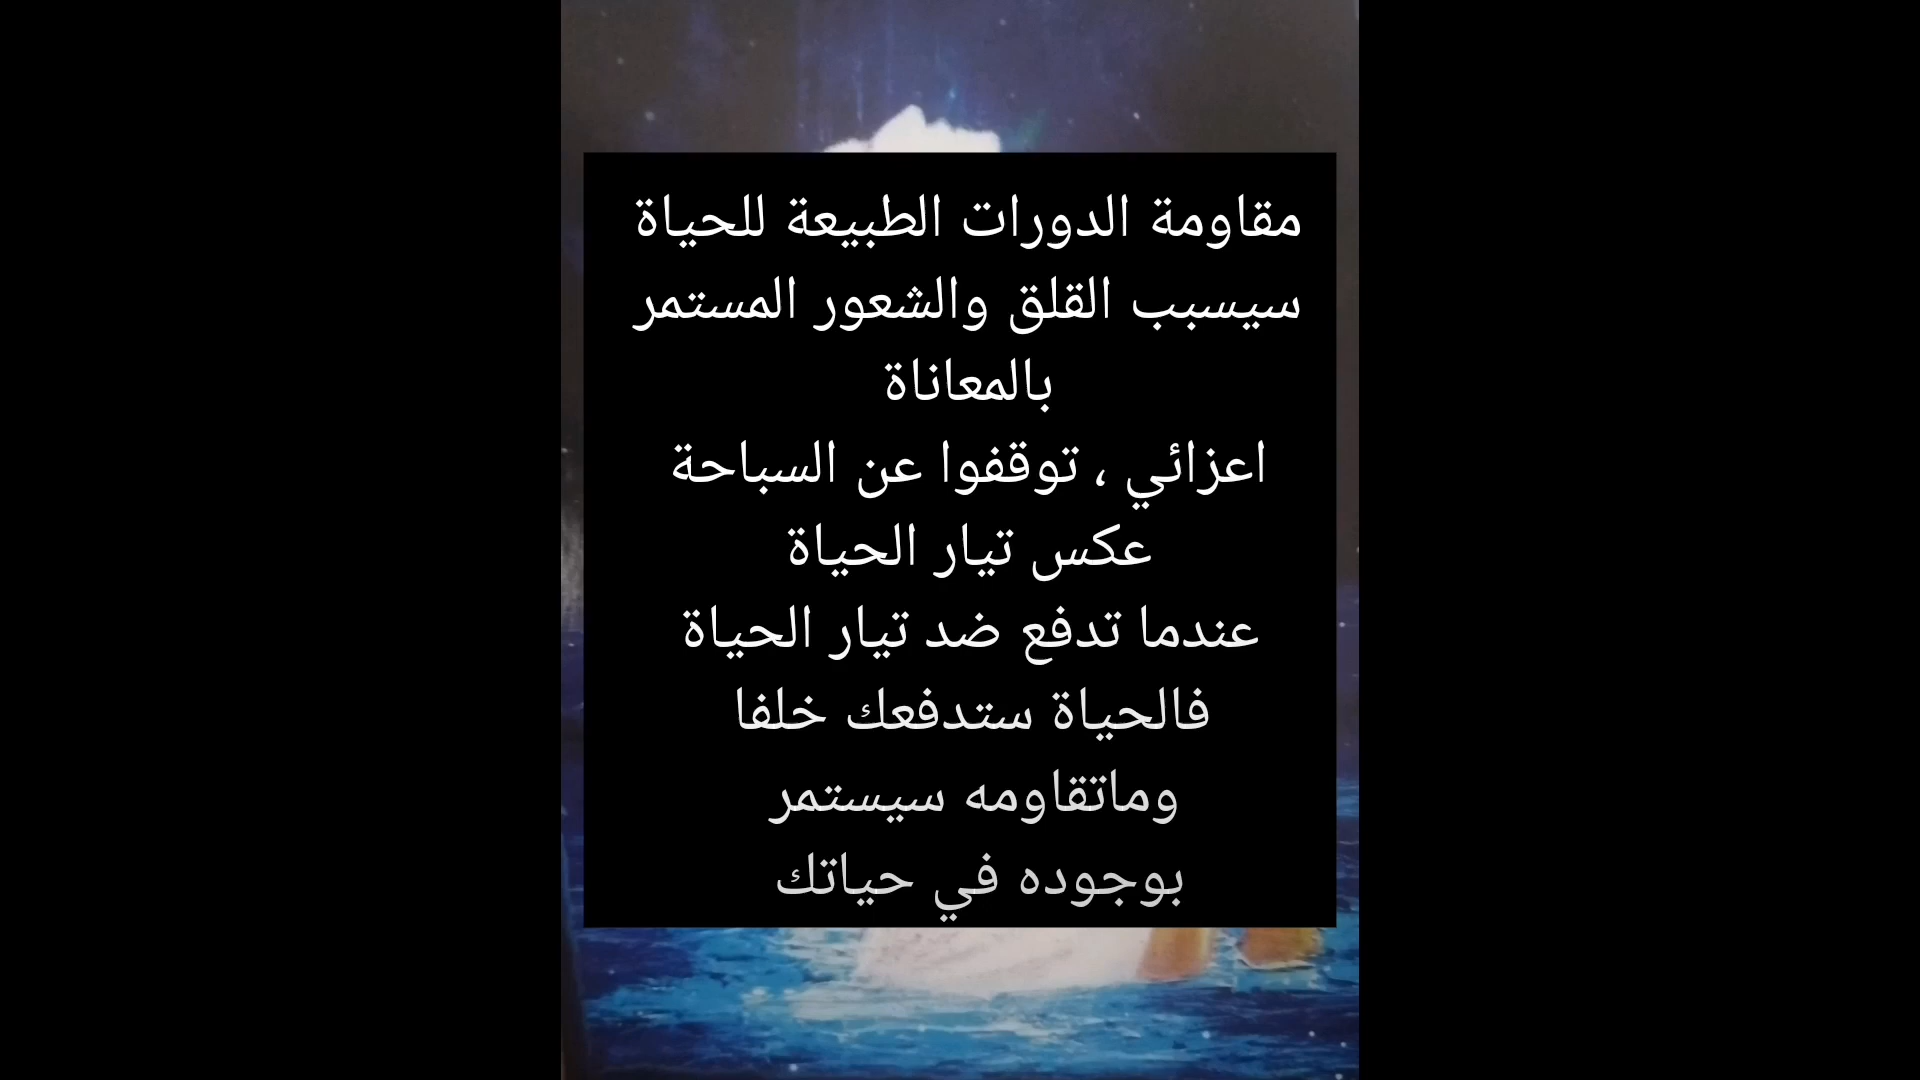 مقاومة الدورات الطبيعة للحياة
سيسبب القلق والشعور المستمر
بالمعاناة
اعزائي ، توقفوا عن السباحة
عكس تيار الحياة
عندما تدفع ضد تيار الحياة
فالحياة ستدفعك خلفا
وماتقاومه سيستمر
بوجوده في حياتك